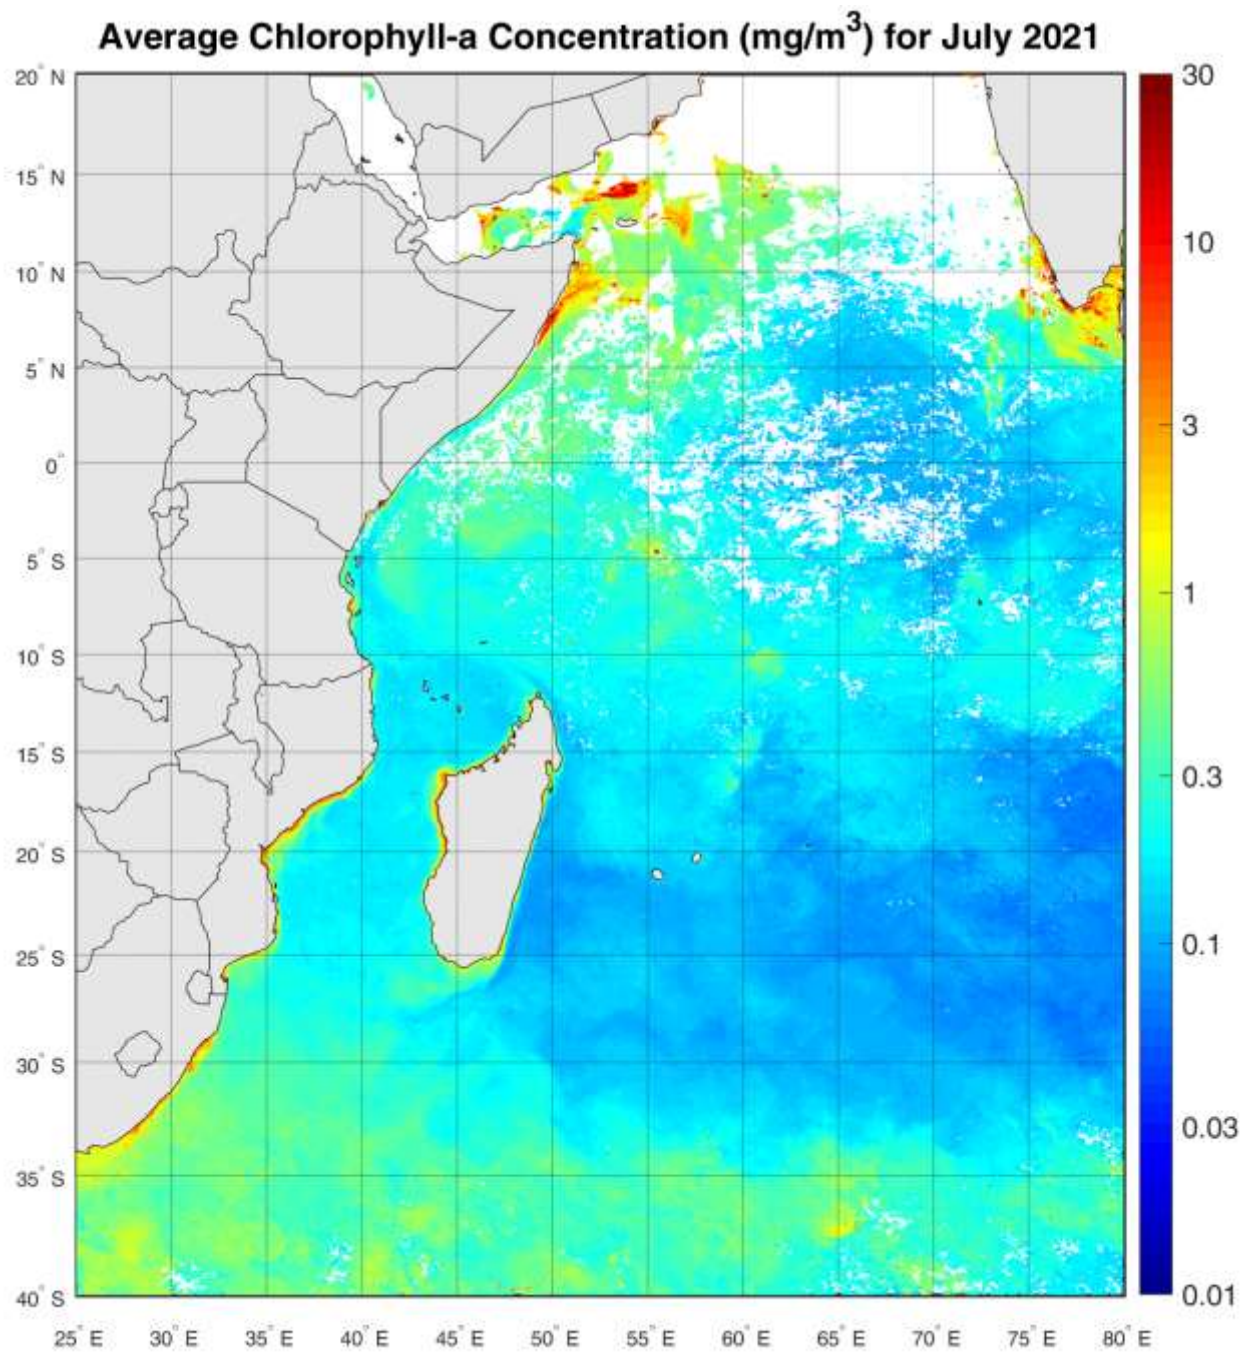 Average Chlorophyll-a Concentration (mg/m³) for July 2021
20° N
15° N
10° N
5° N
0°
5° S
10° S
15° S
20° S
25° S
30° S
35° S
40° S
25° E 30° E 35° E 40° E 45° E 50° E 55° E 60° E 65° E 70° E 75° E 80° E
30
10
3
1
0.3
0.1
0.03
0.01